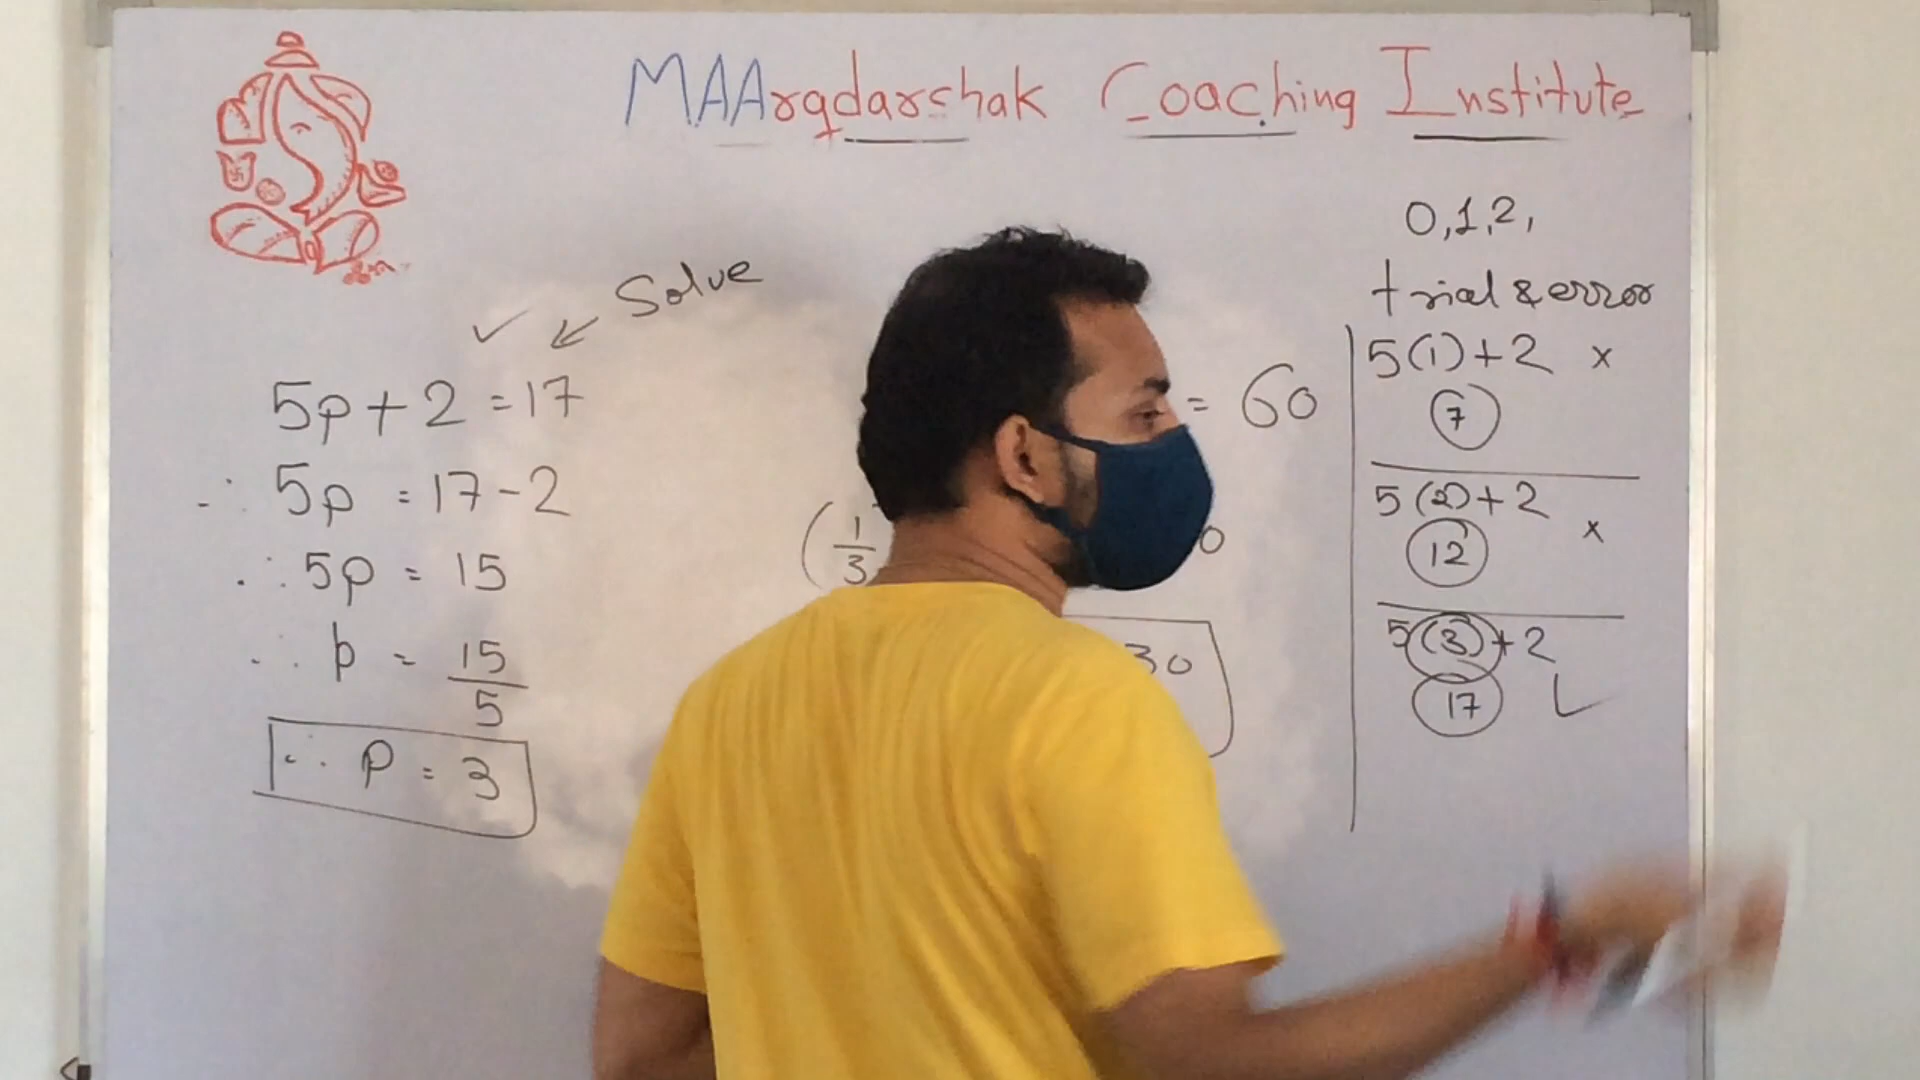 MAArgdarshak Coaching Institute
Solve
✓
5p+2=17
∴ 5p = 17-2
∴ 5p = 15
∴ p = 15/5
∴ p = 3
= 60
(1/3
0
30
0,1,2,
trial & error
5(1)+2 ×
7
5(2)+2 ×
12
5(3)+2
17 ✓